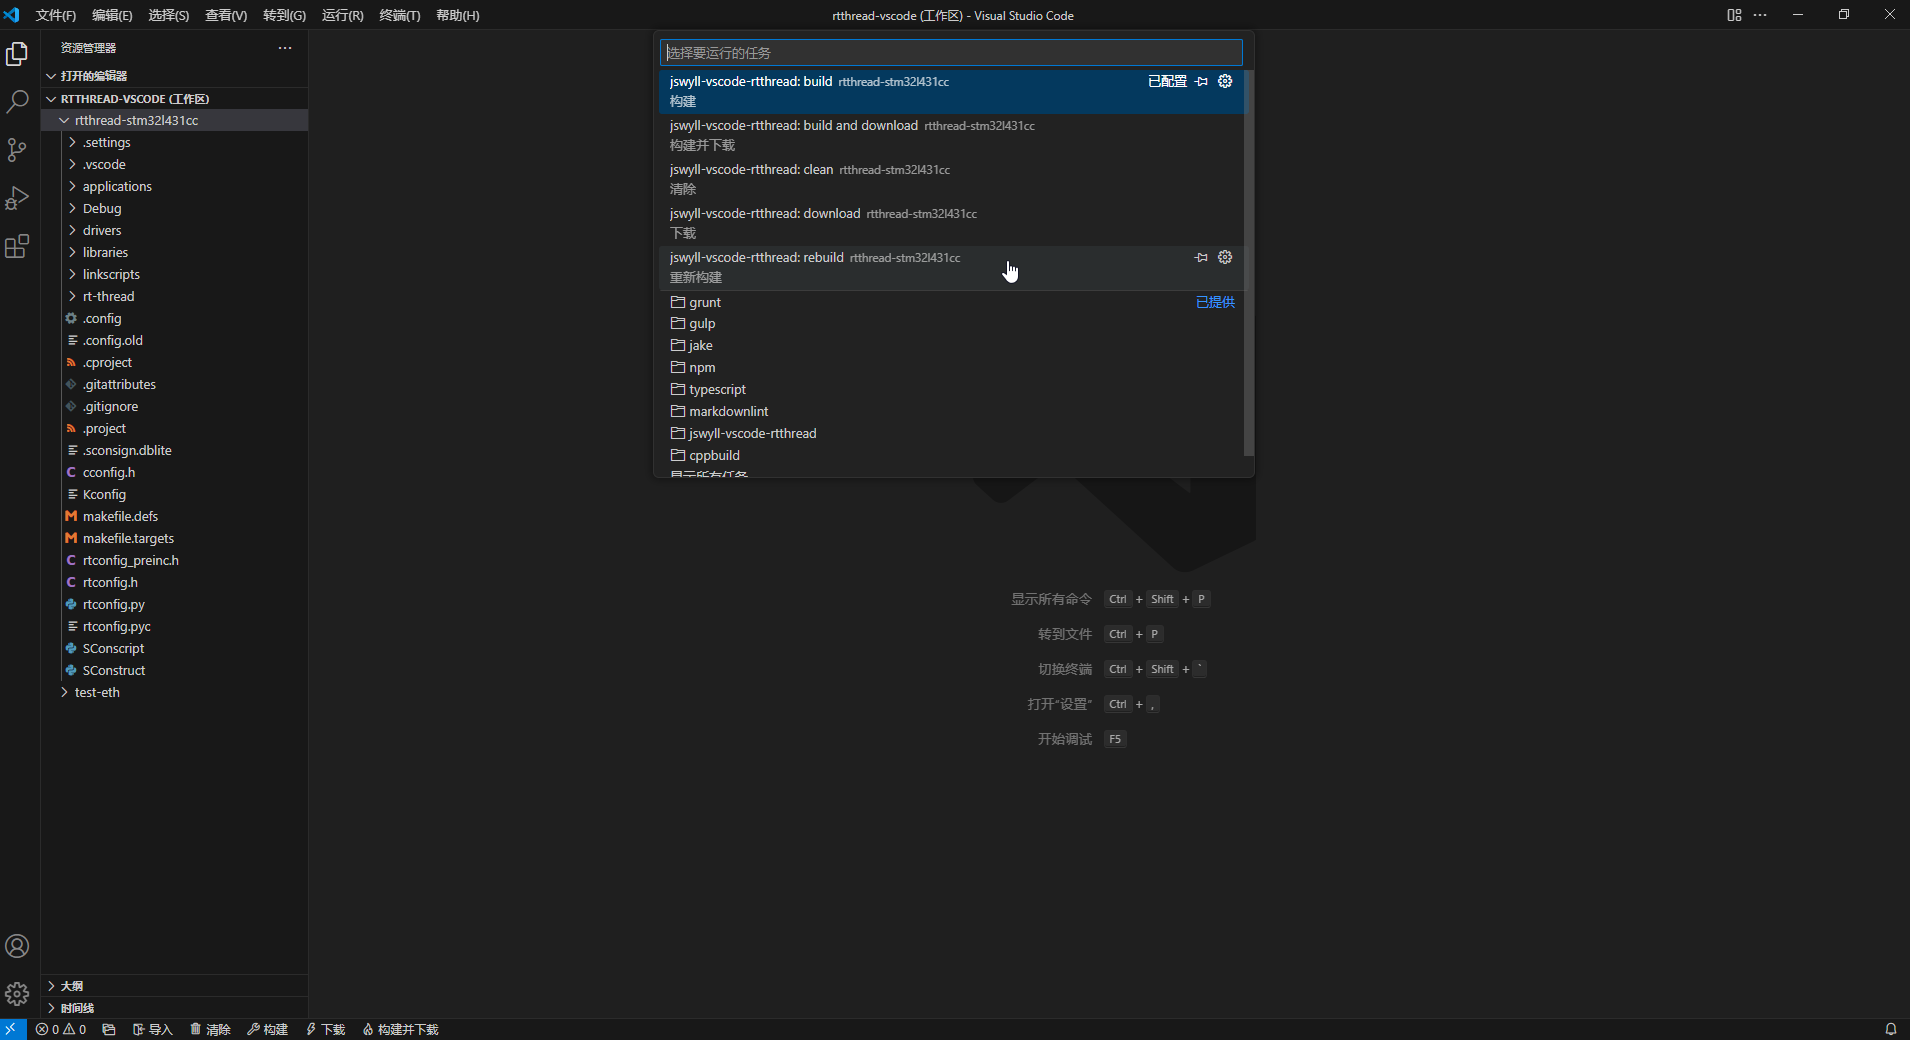 文件(F) 编辑(E) 选择(S) 查看(V) 转到(G) 运行(R) 终端(T) 帮助(H)
rtthread-vscode (工作区) - Visual Studio Code
资源管理器
打开的编辑器
RTTHREAD-VSCODE (工作区)
rtthread-stm32l431cc
.settings
.vscode
applications
Debug
drivers
libraries
linkscripts
rt-thread
.config
.config.old
.cproject
.gitattributes
.gitignore
.project
.sconsign.dblite
cconfig.h
Kconfig
makefile.defs
makefile.targets
rtconfig_preinc.h
rtconfig.h
rtconfig.py
rtconfig.pyc
SConscript
SConstruct
test-eth
大纲
时间线
选择要运行的任务
jswyll-vscode-rtthread: build rtthread-stm32l431cc 已配置
构建
jswyll-vscode-rtthread: build and download rtthread-stm32l431cc
构建并下载
jswyll-vscode-rtthread: clean rtthread-stm32l431cc
清除
jswyll-vscode-rtthread: download rtthread-stm32l431cc
下载
jswyll-vscode-rtthread: rebuild rtthread-stm32l431cc
重新构建
grunt 已提供
gulp
jake
npm
typescript
markdownlint
jswyll-vscode-rtthread
cppbuild
显示所有任务
显示所有命令 Ctrl + Shift + P
转到文件 Ctrl + P
切换终端 Ctrl + Shift + `
打开"设置" Ctrl + ,
开始调试 F5
0 0 导入 清除 构建 下载 构建并下载